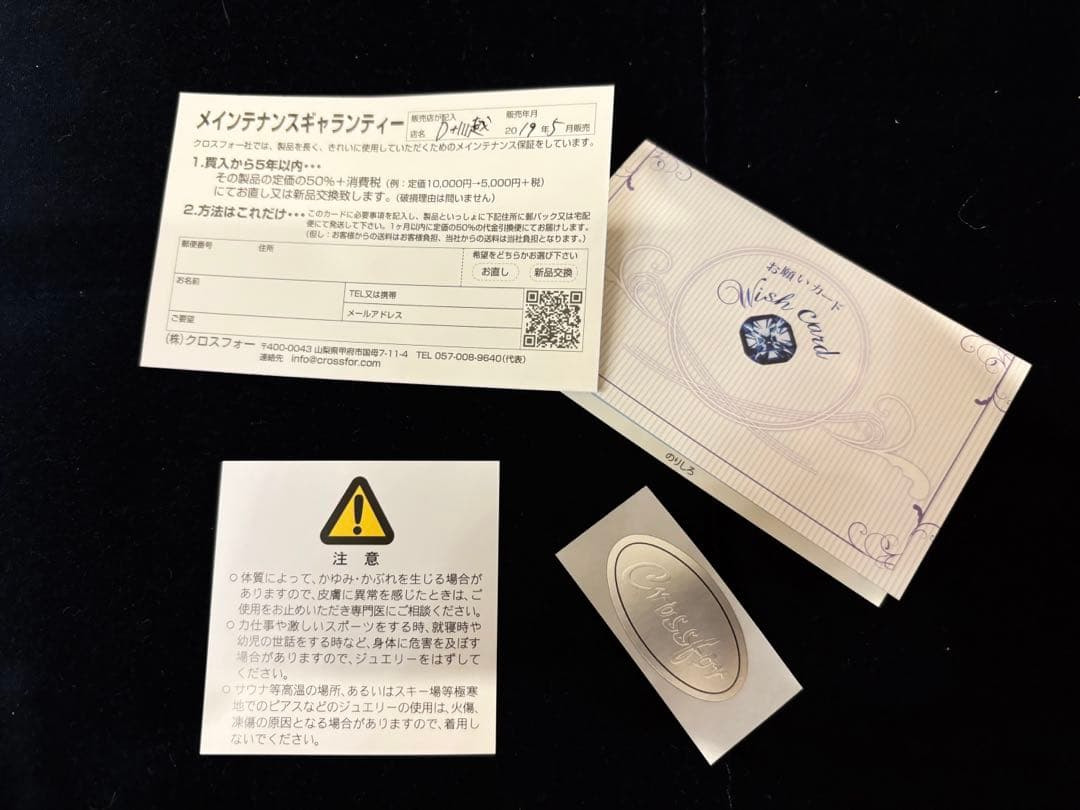 メインテナンスギャランティー
販売店が記入
店名 D+川越
販売年月
2019年5月販売
クロスフォー社では、製品を長く、きれいに使用していただくためのメインテナンス保証をしています。
1.買入から5年以内・・・
その製品の定価の50%＋消費税（例：定価10,000円→5,000円＋税）
にてお直し又は新品交換致します。（破損理由は問いません）
2.方法はこれだけ・・・このカードに必要事項を記入し、製品といっしょに下記住所に郵パック又は宅配
便にて発送して下さい。1ヶ月以内に定価の50%の代金引換便にてお届けします。
（但し：お客様からの送料はお客様負担、当社からの送料は当社負担となります。）
郵便番号 住所
希望をどちらかお選び下さい
お直し 新品交換
お名前
TEL又は携帯
メールアドレス
ご要望
(株)クロスフォー 〒400-0043 山梨県甲府市国母7-11-4 TEL 057-008-9640(代表)
連絡先 info@crossfor.com
お願いカード
Wish Card
のりしろ
注 意
○体質によって、かゆみ・かぶれを生じる場合が
ありますので、皮膚に異常を感じたときは、ご
使用をお止めいただき専門医にご相談ください。
○力仕事や激しいスポーツをする時、就寝時や
幼児の世話をする時など、身体に危害を及ぼす
場合がありますので、ジュエリーをはずして
ください。
○サウナ等高温の場所、あるいはスキー場等極寒
地でのピアスなどのジュエリーの使用は、火傷、
凍傷の原因となる場合がありますので、着用し
ないでください。
Crossfor